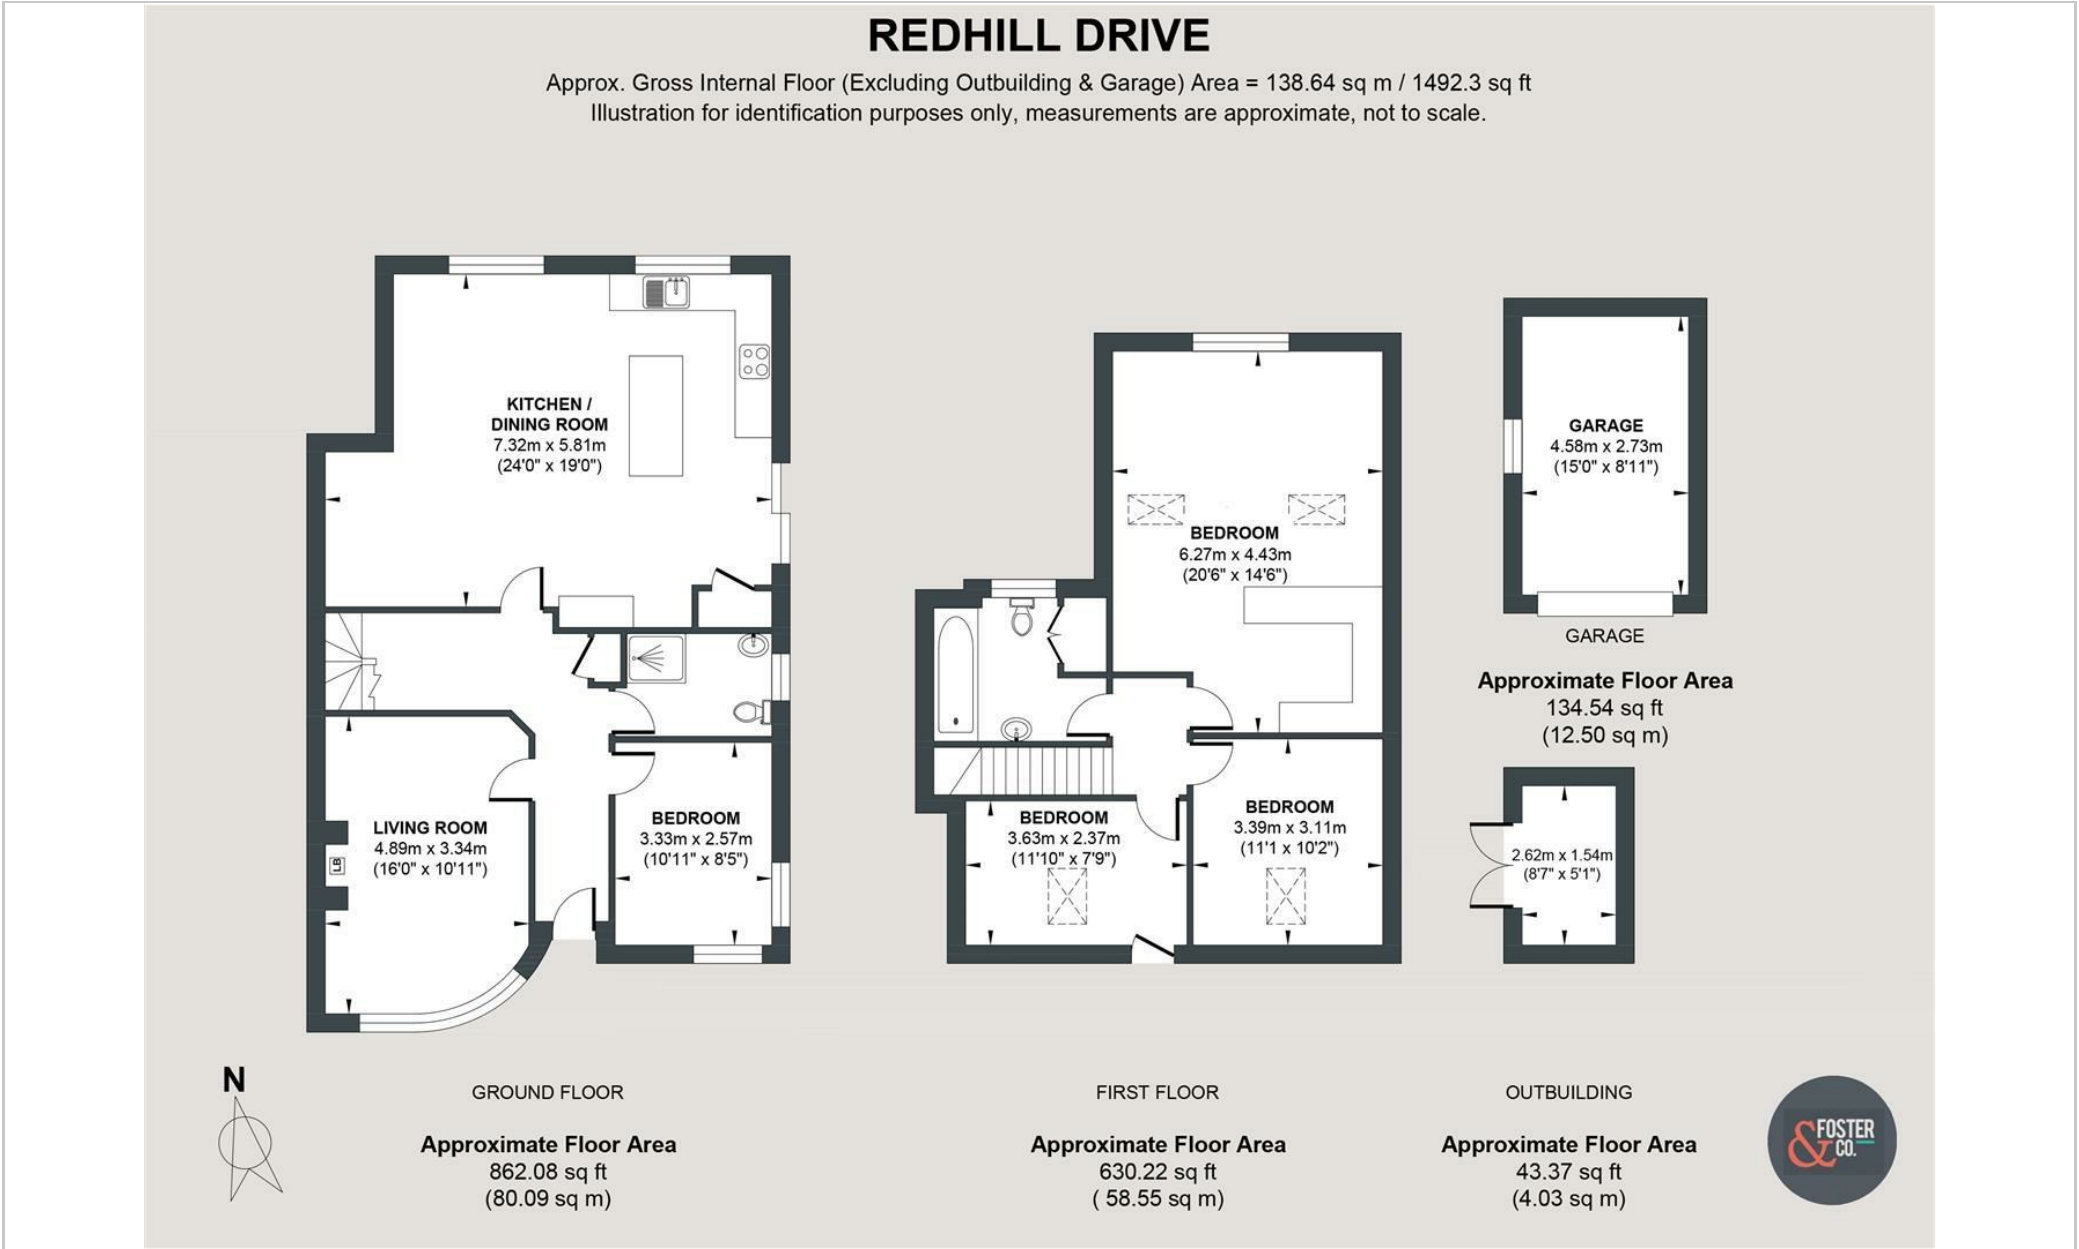 REDHILL DRIVE
Approx. Gross Internal Floor (Excluding Outbuilding & Garage) Area = 138.64 sq m / 1492.3 sq ft
Illustration for identification purposes only, measurements are approximate, not to scale.
KITCHEN /
DINING ROOM
7.32m x 5.81m
(24'0" x 19'0")
LIVING ROOM
4.89m x 3.34m
(16'0" x 10'11")
LB
BEDROOM
3.33m x 2.57m
(10'11" x 8'5")
BEDROOM
6.27m x 4.43m
(20'6" x 14'6")
BEDROOM
3.63m x 2.37m
(11'10" x 7'9")
BEDROOM
3.39m x 3.11m
(11'1 x 10'2")
GARAGE
4.58m x 2.73m
(15'0" x 8'11")
GARAGE
Approximate Floor Area
134.54 sq ft
(12.50 sq m)
2.62m x 1.54m
(8'7" x 5'1")
N
GROUND FLOOR
Approximate Floor Area
862.08 sq ft
(80.09 sq m)
FIRST FLOOR
Approximate Floor Area
630.22 sq ft
( 58.55 sq m)
OUTBUILDING
Approximate Floor Area
43.37 sq ft
(4.03 sq m)
&FOSTER
CO.